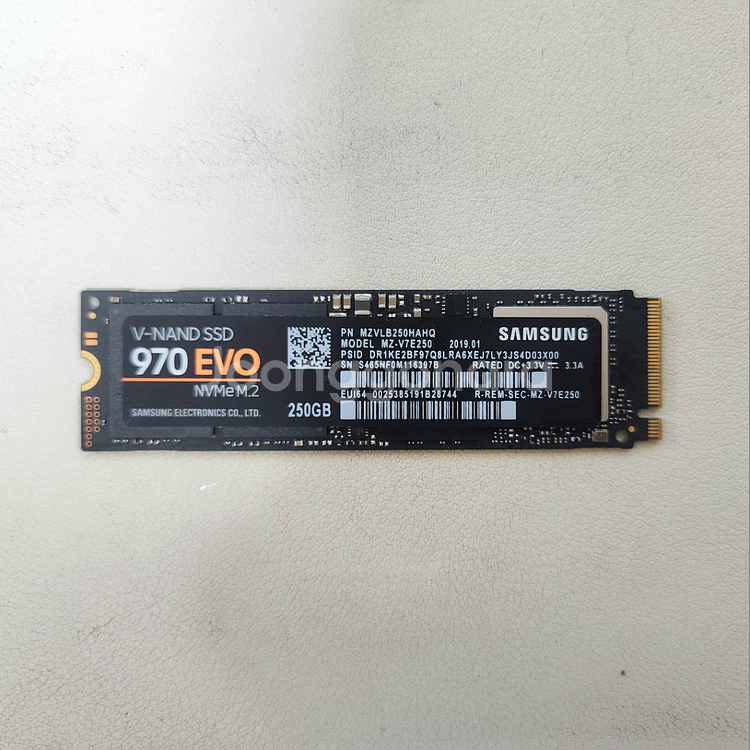 V-NAND SSD
970 EVO
NVMe M.2
SAMSUNG ELECTRONICS CO., LTD.
250GB
PN MZVLB250HAHQ
MODEL MZ-V7E250 2019.01
PSID DR1KE2BF97Q8LRA6XEJ7LY3JS4D03X00
SN S465NF0M116397B RATED DC+3.3V⎓ 3.3A
EUI64 0025385191B28744 R-REM-SEC-MZ-V7E250
SAMSUNG